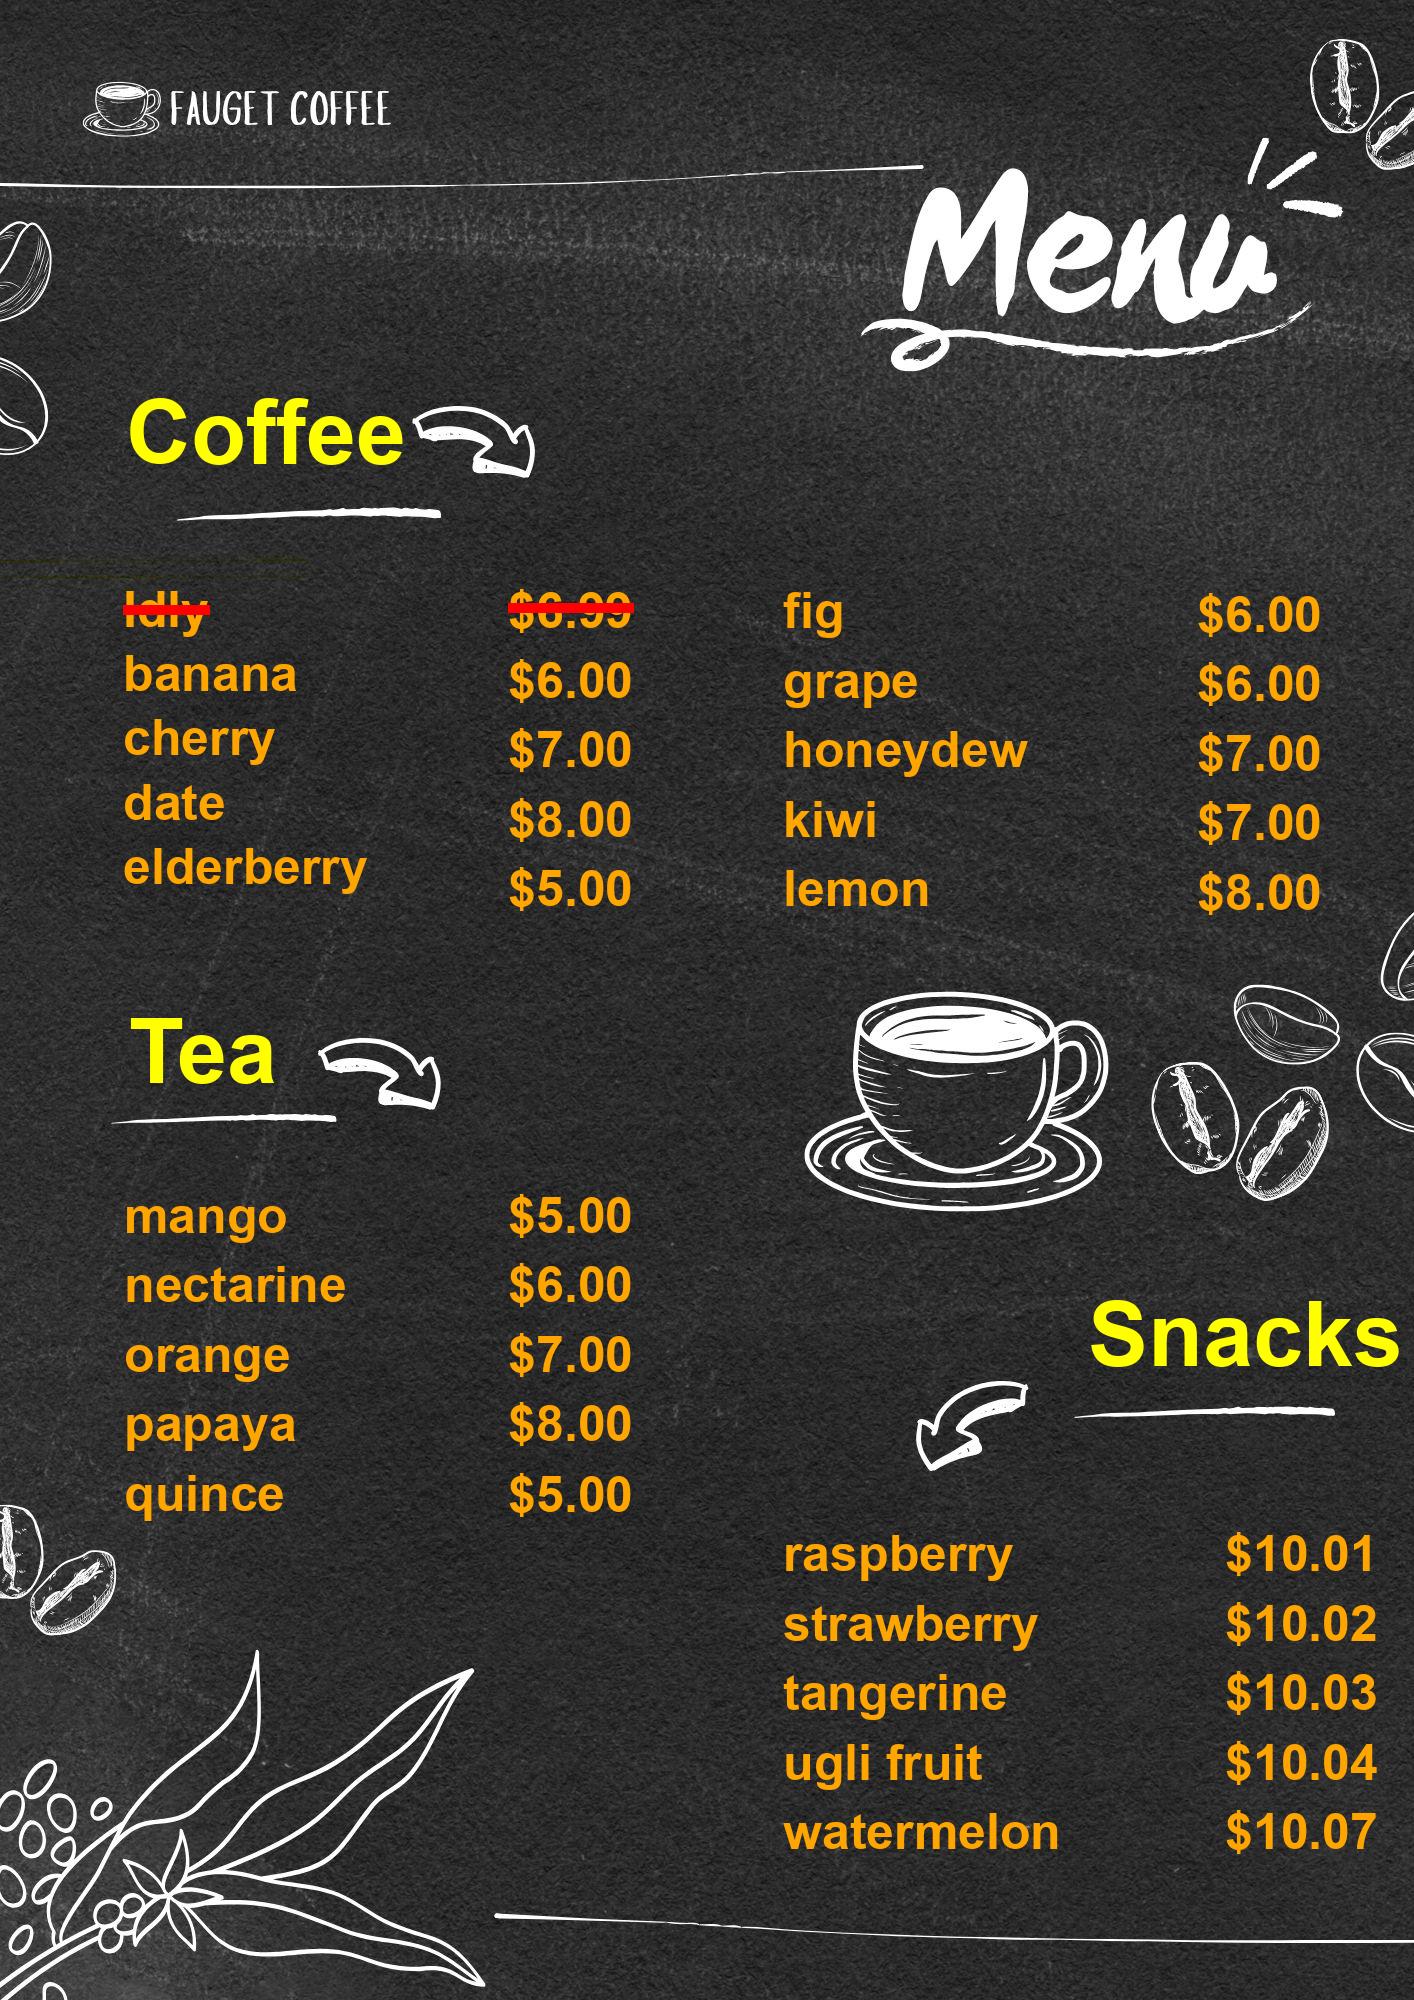 FAUGET COFFEE
Menu
Coffee
Idly $6.99
banana $6.00
cherry $7.00
date $8.00
elderberry $5.00
fig $6.00
grape $6.00
honeydew $7.00
kiwi $7.00
lemon $8.00
Tea
mango $5.00
nectarine $6.00
orange $7.00
papaya $8.00
quince $5.00
Snacks
raspberry $10.01
strawberry $10.02
tangerine $10.03
ugli fruit $10.04
watermelon $10.07